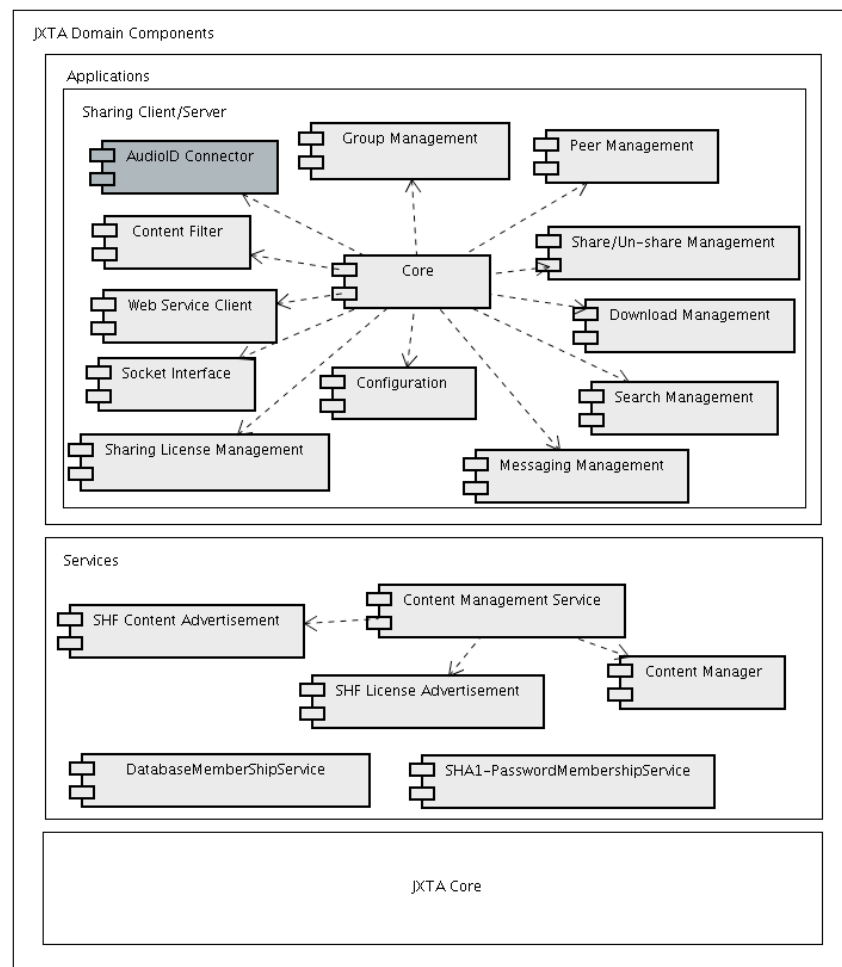 JXTA Domain Components
Applications
Sharing Client/Server
AudioID Connector
Group Management
Peer Management
Content Filter
Core
Share/Un-share Management
Web Service Client
Download Management
Socket Interface
Configuration
Search Management
Sharing License Management
Messaging Management
Services
SHF Content Advertisement
Content Management Service
SHF License Advertisement
Content Manager
DatabaseMemberShipService
SHA1-PasswordMembershipService
JXTA Core